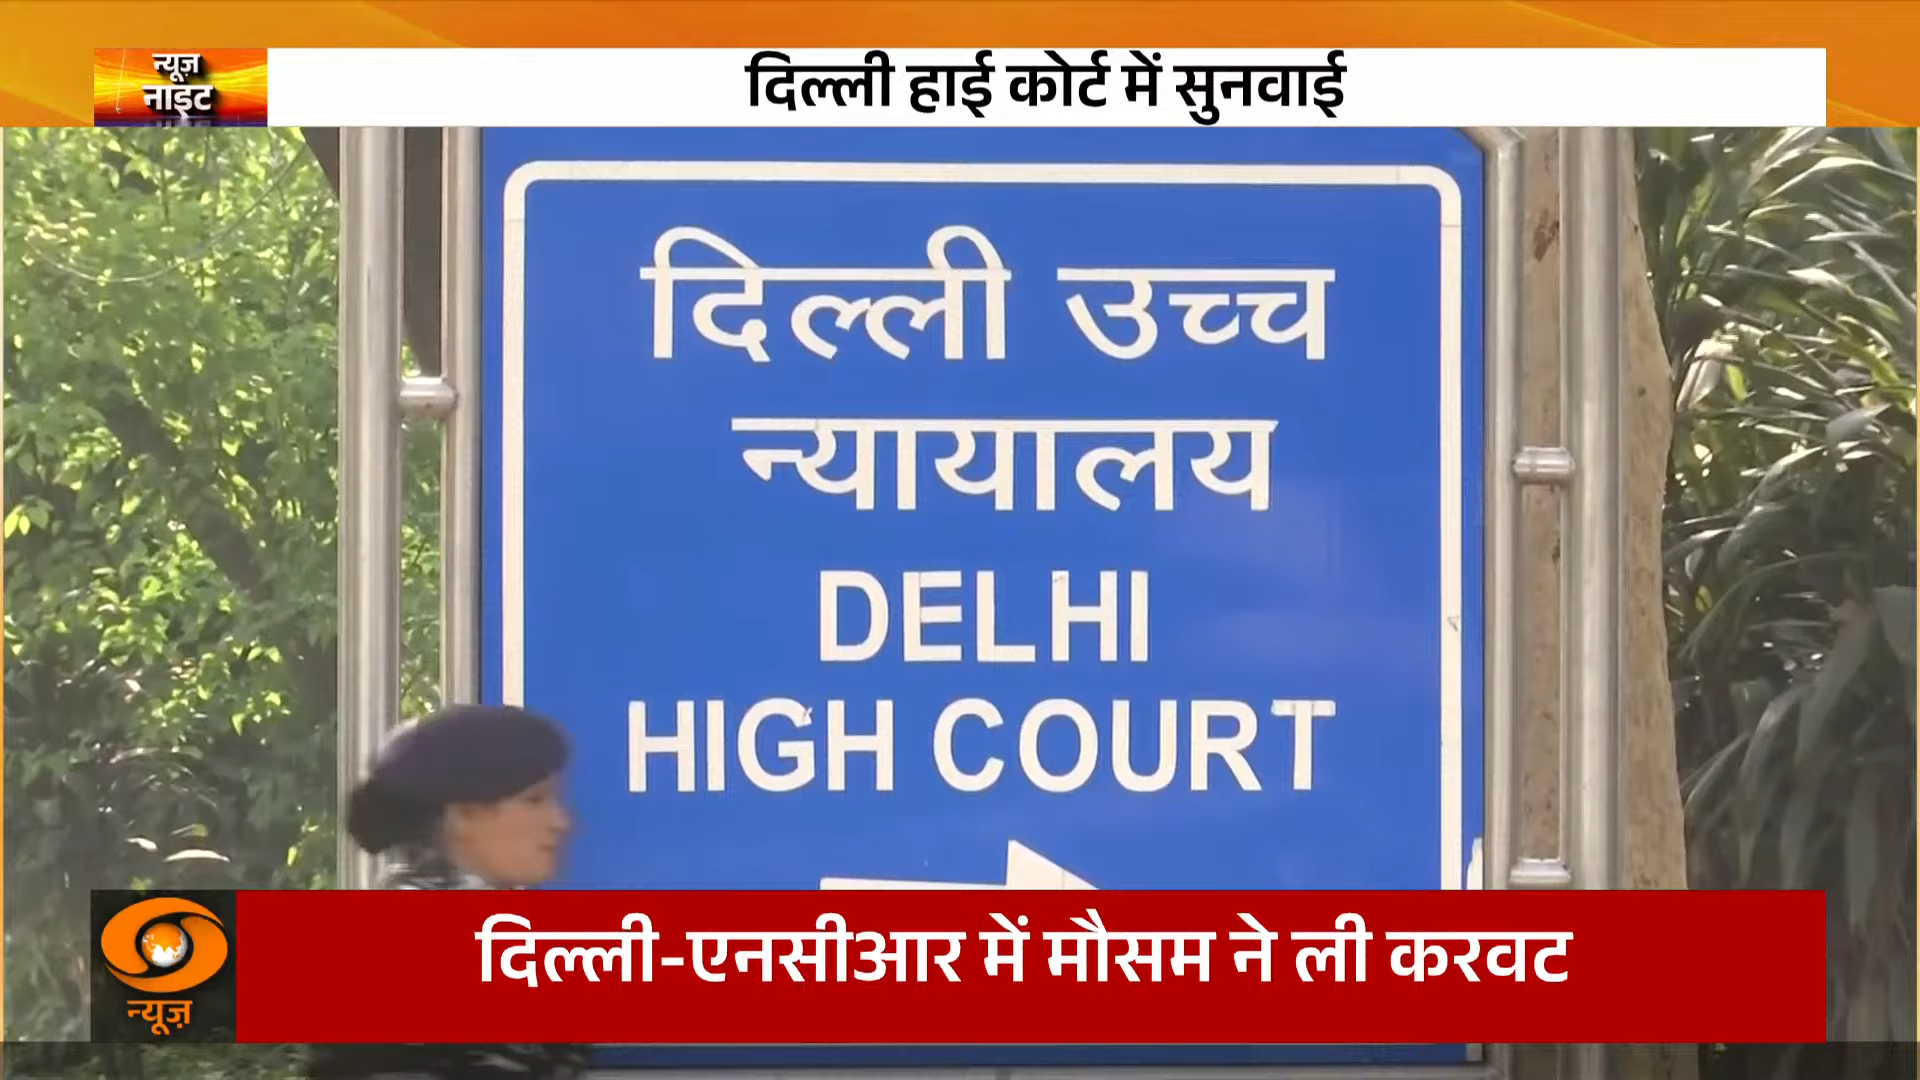 न्यूज़
नाइट
दिल्ली हाई कोर्ट में सुनवाई
दिल्ली उच्च
न्यायालय
DELHI
HIGH COURT
दिल्ली-एनसीआर में मौसम ने ली करवट
न्यूज़